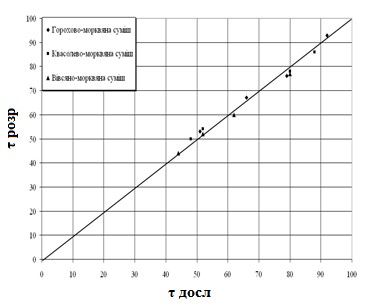 100
90
80
70
60
50
40
30
20
10
0
τ розр
Горохово-морквяна суміш
Квасолево-морквяна суміш
Вівсяно-морквяна суміш
0 10 20 30 40 50 60 70 80 90 100
τ досл